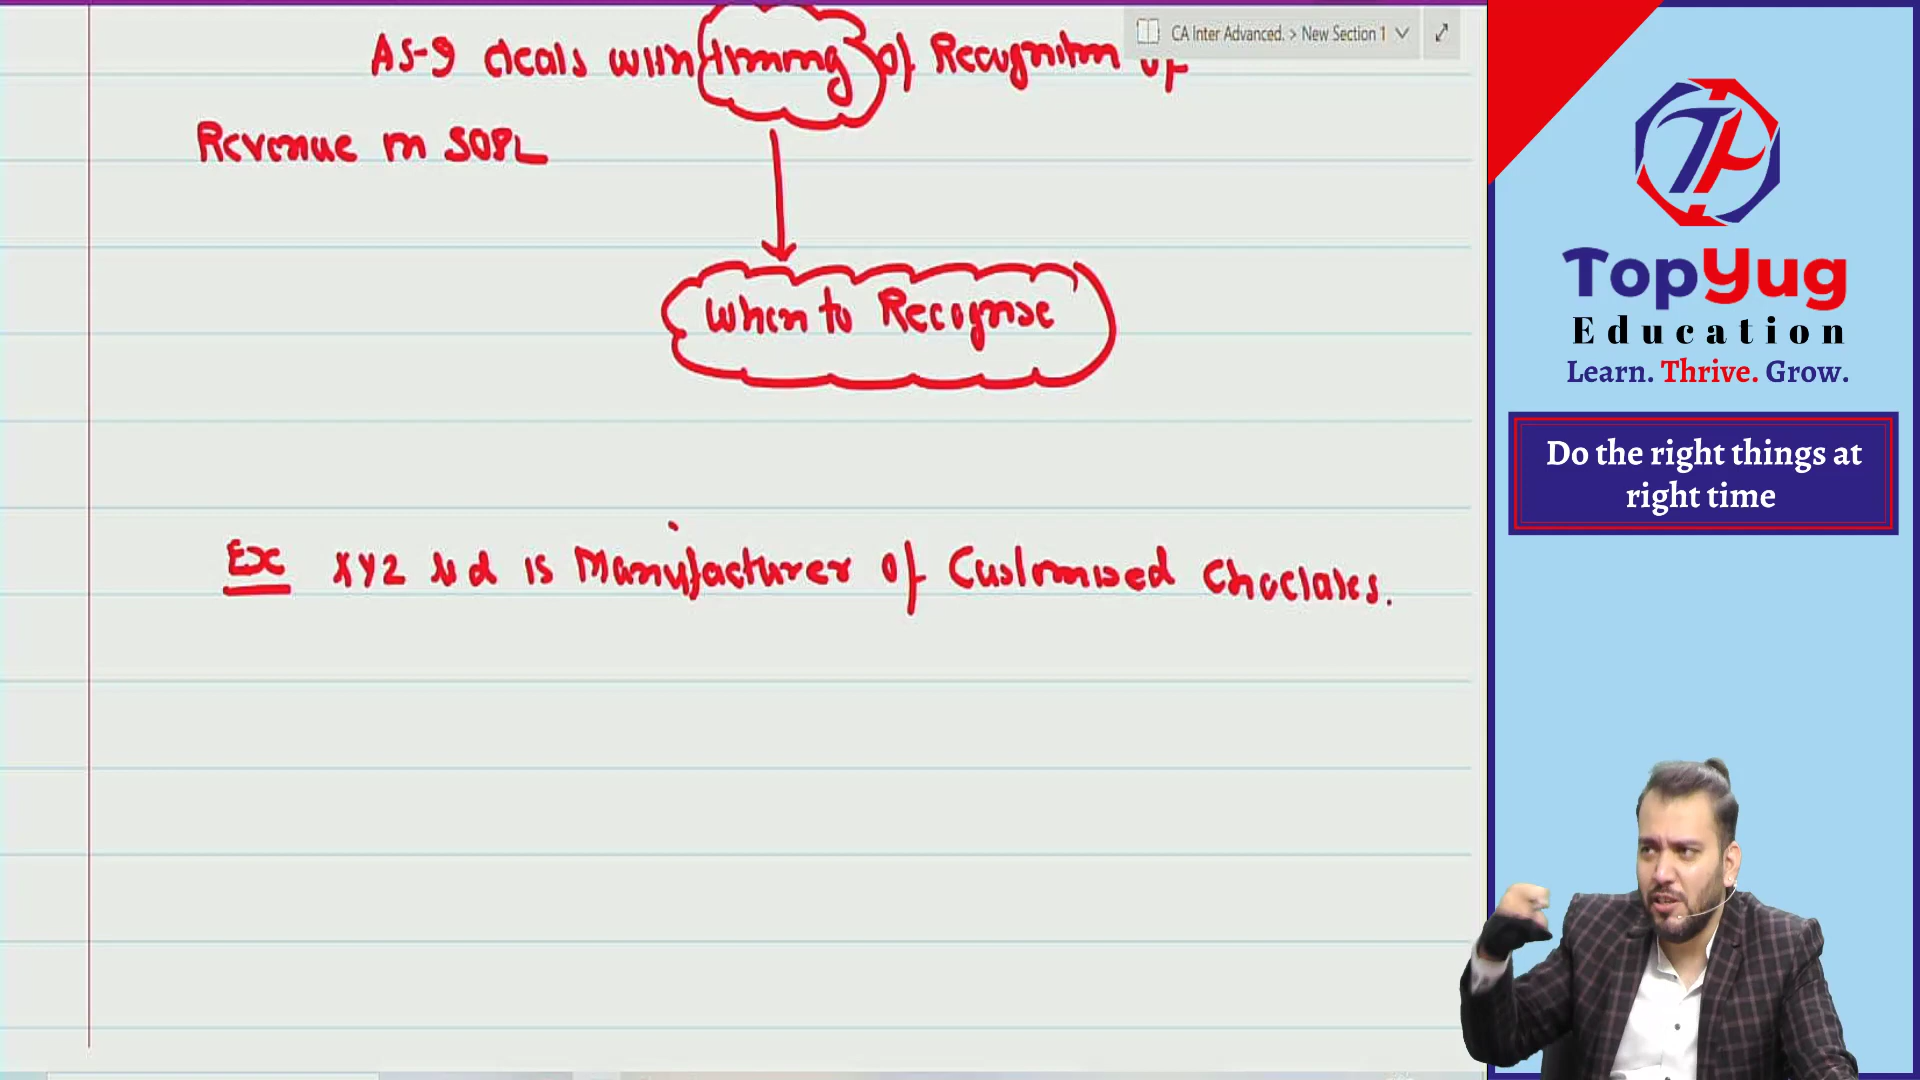 AS-9 deals with timing of Recognition of
CA Inter Advanced. > New Section 1
Revenue in SOPL
When to Recognise
Ex XYZ Ltd is Manufacturer of Customised Choclates.
TopYug
Education
Learn. Thrive. Grow.
Do the right things at
right time